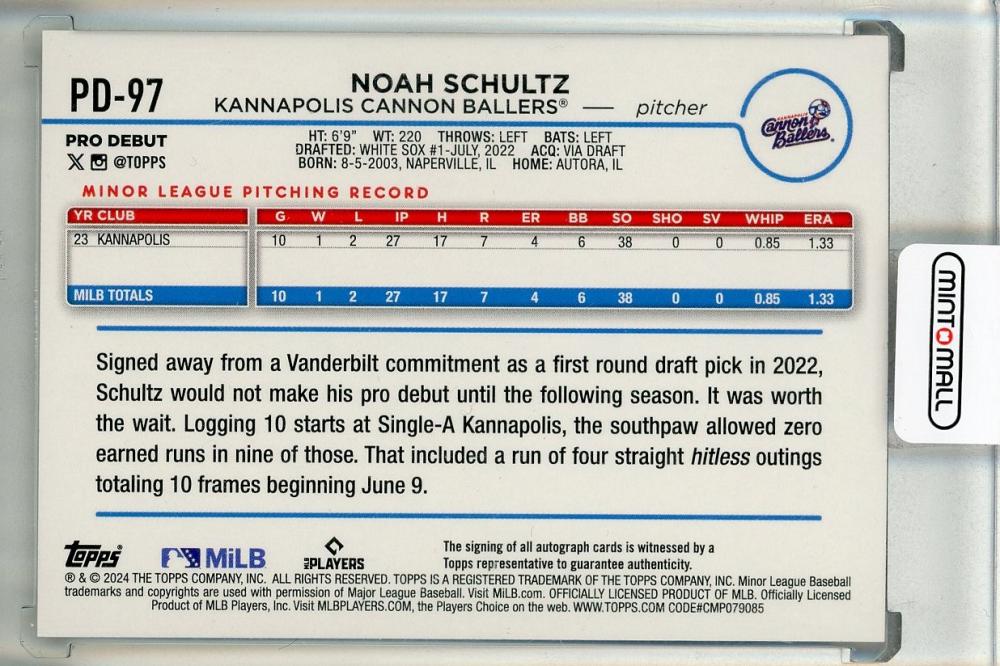 PD-97
NOAH SCHULTZ
KANNAPOLIS CANNON BALLERS® — pitcher
KANNAPOLIS
Cannon
Ballers
PRO DEBUT
@TOPPS
HT: 6'9" WT: 220 THROWS: LEFT BATS: LEFT
DRAFTED: WHITE SOX #1-JULY, 2022 ACQ: VIA DRAFT
BORN: 8-5-2003, NAPERVILLE, IL HOME: AUTORA, IL
MINOR LEAGUE PITCHING RECORD
YR CLUB G W L IP H R ER BB SO SHO SV WHIP ERA
23 KANNAPOLIS 10 1 2 27 17 7 4 6 38 0 0 0.85 1.33
MILB TOTALS 10 1 2 27 17 7 4 6 38 0 0 0.85 1.33
Signed away from a Vanderbilt commitment as a first round draft pick in 2022,
Schultz would not make his pro debut until the following season. It was worth
the wait. Logging 10 starts at Single-A Kannapolis, the southpaw allowed zero
earned runs in nine of those. That included a run of four straight hitless outings
totaling 10 frames beginning June 9.
topps® MiLB MLB PLAYERS
The signing of all autograph cards is witnessed by a
Topps representative to guarantee authenticity.
® & © 2024 THE TOPPS COMPANY, INC. ALL RIGHTS RESERVED. TOPPS IS A REGISTERED TRADEMARK OF THE TOPPS COMPANY, INC. Minor League Baseball
trademarks and copyrights are used with permission of Major League Baseball. Visit MiLB.com. OFFICIALLY LICENSED PRODUCT OF MLB. Officially Licensed
Product of MLB Players, Inc. Visit MLBPLAYERS.COM, the Players Choice on the web. WWW.TOPPS.COM CODE#CMP079085
MINTOMALL